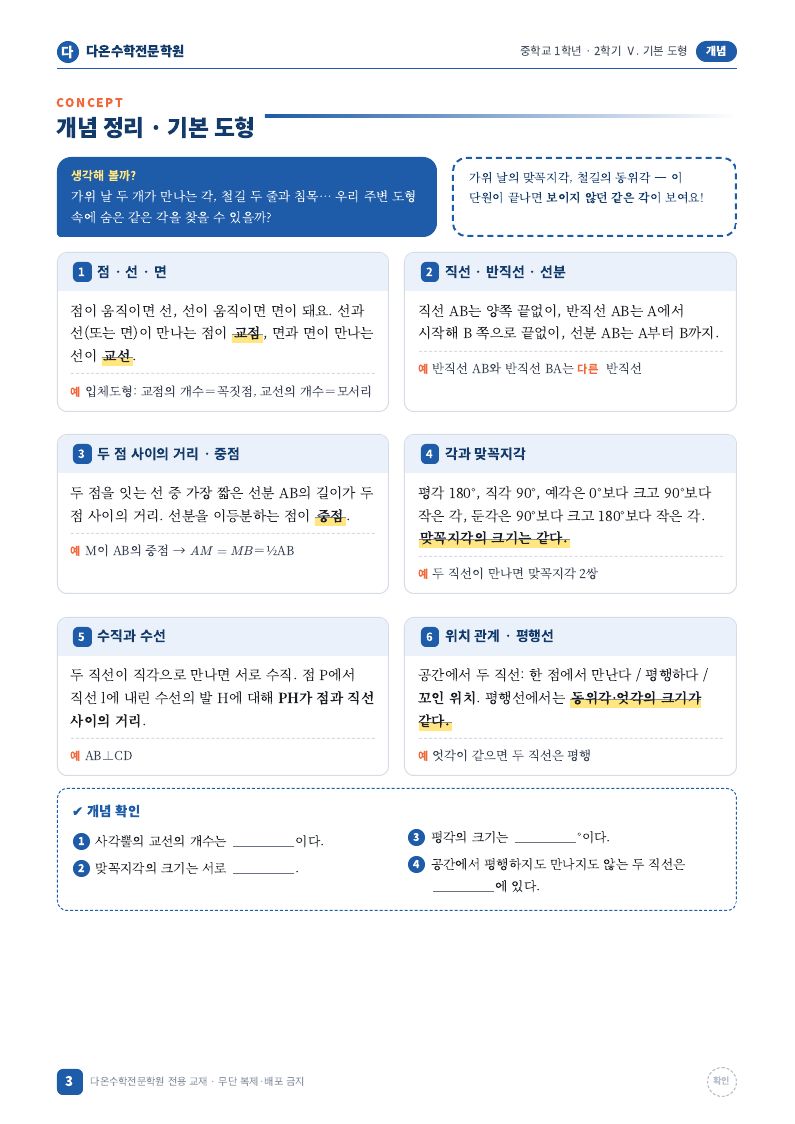 다 다온수학전문학원
중학교 1학년 · 2학기 Ⅴ. 기본 도형 개념
CONCEPT
개념 정리 · 기본 도형
생각해 볼까?
가위 날 두 개가 만나는 각, 철길 두 줄과 침목… 우리 주변 도형
속에 숨은 같은 각을 찾을 수 있을까?
가위 날의 맞꼭지각, 철길의 동위각 — 이
단원이 끝나면 보이지 않던 같은 각이 보여요!
1 점 · 선 · 면
점이 움직이면 선, 선이 움직이면 면이 돼요. 선과
선(또는 면)이 만나는 점이 교점, 면과 면이 만나는
선이 교선.
예 입체도형: 교점의 개수=꼭짓점, 교선의 개수=모서리
2 직선 · 반직선 · 선분
직선 AB는 양쪽 끝없이, 반직선 AB는 A에서
시작해 B 쪽으로 끝없이, 선분 AB는 A부터 B까지.
예 반직선 AB와 반직선 BA는 다른 반직선
3 두 점 사이의 거리 · 중점
두 점을 잇는 선 중 가장 짧은 선분 AB의 길이가 두
점 사이의 거리. 선분을 이등분하는 점이 중점.
예 M이 AB의 중점 → AM = MB=½AB
4 각과 맞꼭지각
평각 180°, 직각 90°, 예각은 0°보다 크고 90°보다
작은 각, 둔각은 90°보다 크고 180°보다 작은 각.
맞꼭지각의 크기는 같다.
예 두 직선이 만나면 맞꼭지각 2쌍
5 수직과 수선
두 직선이 직각으로 만나면 서로 수직. 점 P에서
직선 l에 내린 수선의 발 H에 대해 PH가 점과 직선
사이의 거리.
예 AB⊥CD
6 위치 관계 · 평행선
공간에서 두 직선: 한 점에서 만난다 / 평행하다 /
꼬인 위치. 평행선에서는 동위각·엇각의 크기가
같다.
예 엇각이 같으면 두 직선은 평행
✔ 개념 확인
1 사각뿔의 교선의 개수는 __________이다.
2 맞꼭지각의 크기는 서로 __________.
3 평각의 크기는 __________°이다.
4 공간에서 평행하지도 만나지도 않는 두 직선은
__________에 있다.
3 다온수학전문학원 전용 교재 · 무단 복제·배포 금지
확인